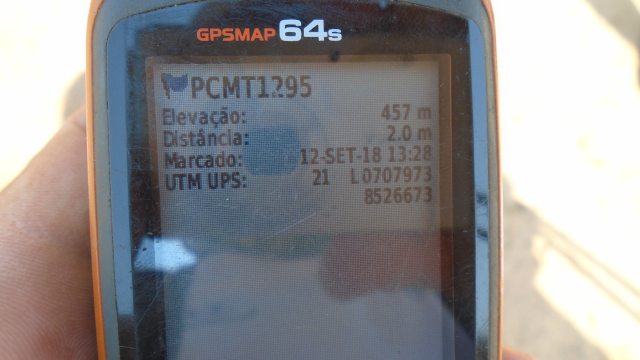 GPSMAP 64s
PCMT1295
Elevação: 457 m
Distância: 2.0 m
Marcado: 12-SET-18 13:28
UTM UPS: 21 L 0707973
8526673